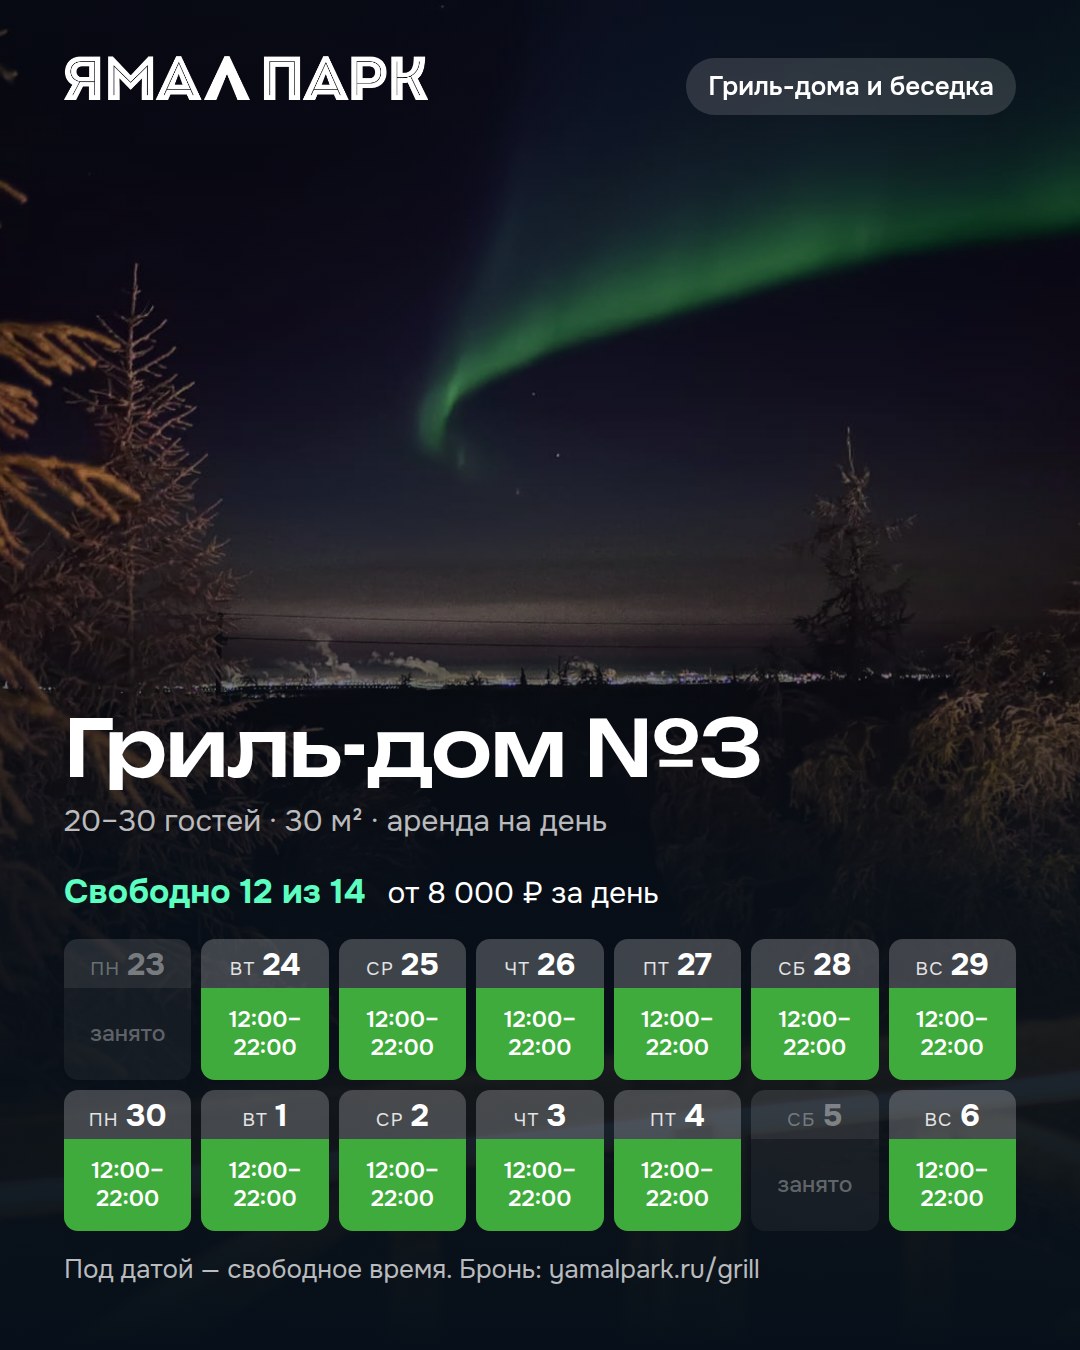 ЯМАЛ ПАРК
Гриль-дома и беседка
Гриль-дом №3
20–30 гостей · 30 м² · аренда на день
Свободно 12 из 14 от 8 000 ₽ за день
ПН 23 ВТ 24 СР 25 ЧТ 26 ПТ 27 СБ 28 ВС 29
занято 12:00– 12:00– 12:00– 12:00– 12:00– 12:00–
22:00 22:00 22:00 22:00 22:00 22:00
ПН 30 ВТ 1 СР 2 ЧТ 3 ПТ 4 СБ 5 ВС 6
12:00– 12:00– 12:00– 12:00– 12:00– занято 12:00–
22:00 22:00 22:00 22:00 22:00 22:00
Под датой — свободное время. Бронь: yamalpark.ru/grill